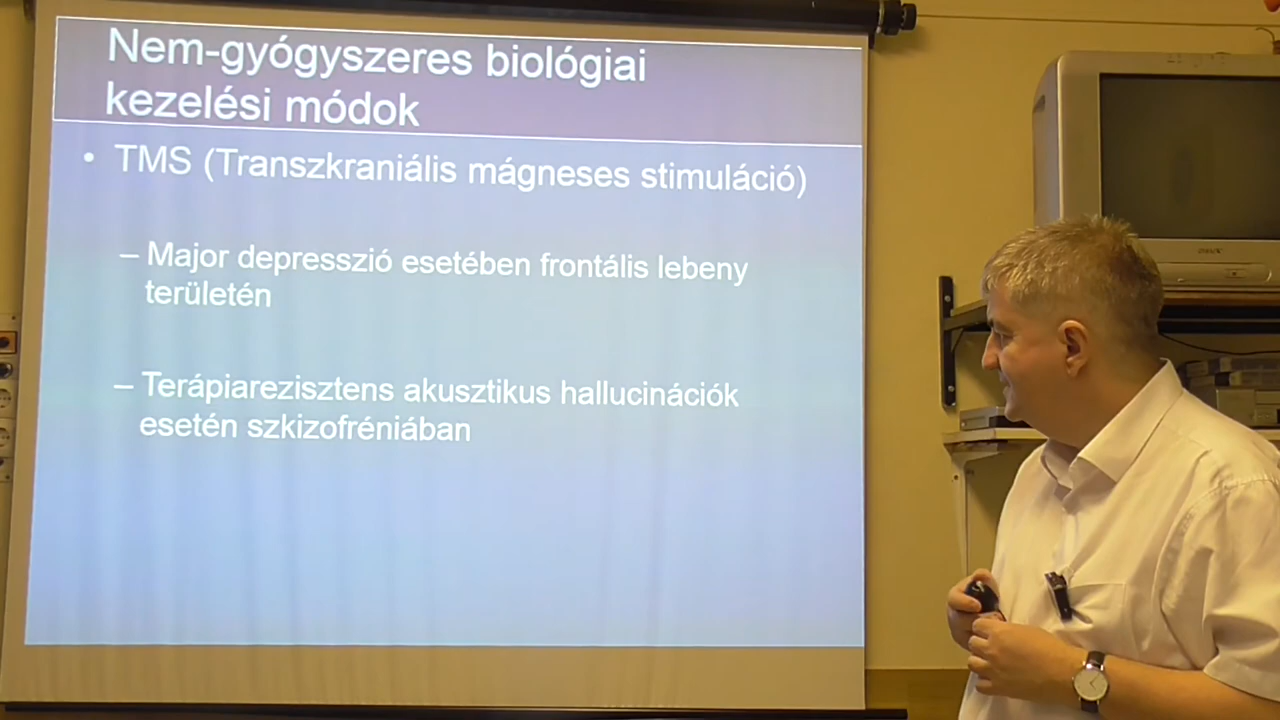 Nem-gyógyszeres biológiai
kezelési módok
• TMS (Transzkraniális mágneses stimuláció)
– Major depresszió esetében frontális lebeny
területén
– Terápiarezisztens akusztikus hallucinációk
esetén szkizofréniában